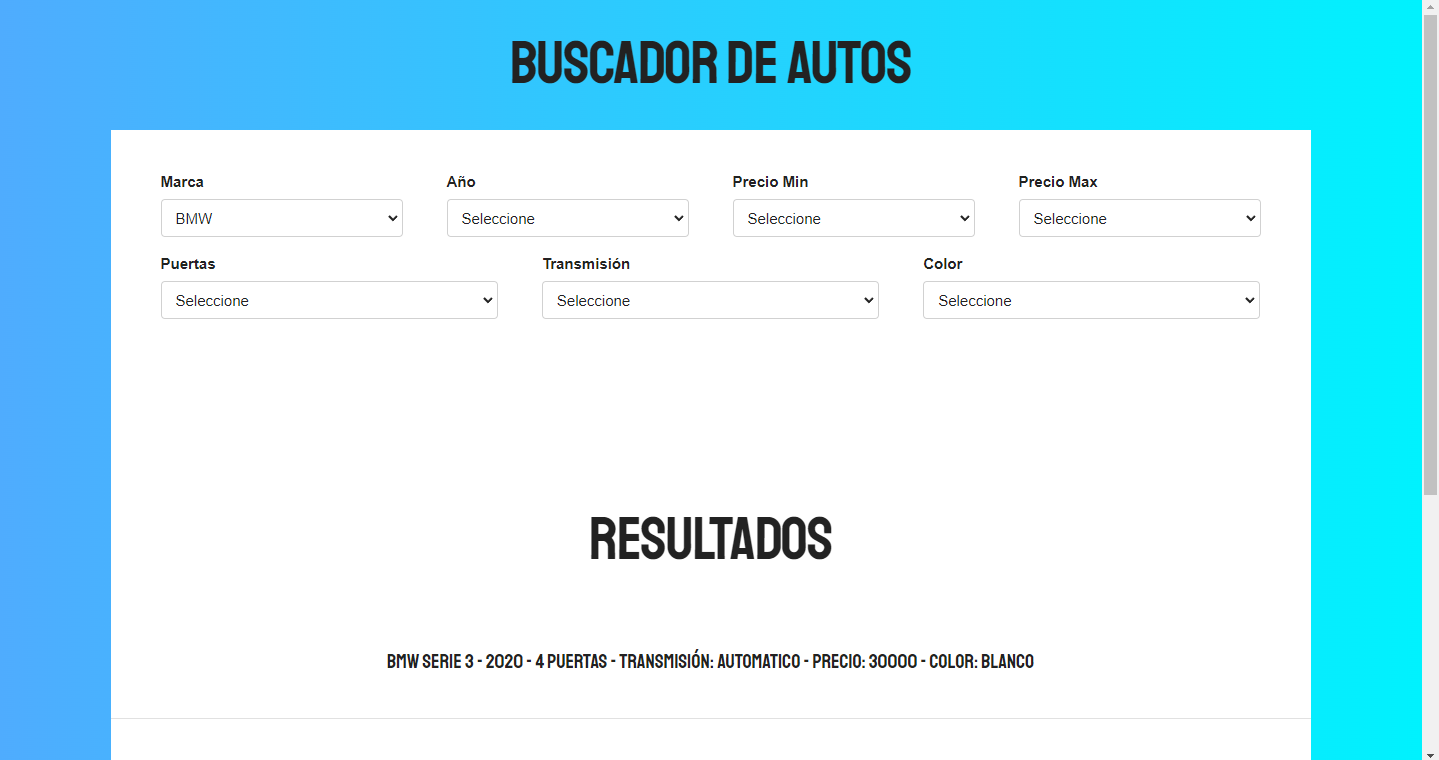 BUSCADOR DE AUTOS
Marca Año Precio Min Precio Max
BMW Seleccione Seleccione Seleccione
Puertas Transmisión Color
Seleccione Seleccione Seleccione
RESULTADOS
BMW SERIE 3 - 2020 - 4 PUERTAS - TRANSMISIÓN: AUTOMATICO - PRECIO: 30000 - COLOR: BLANCO